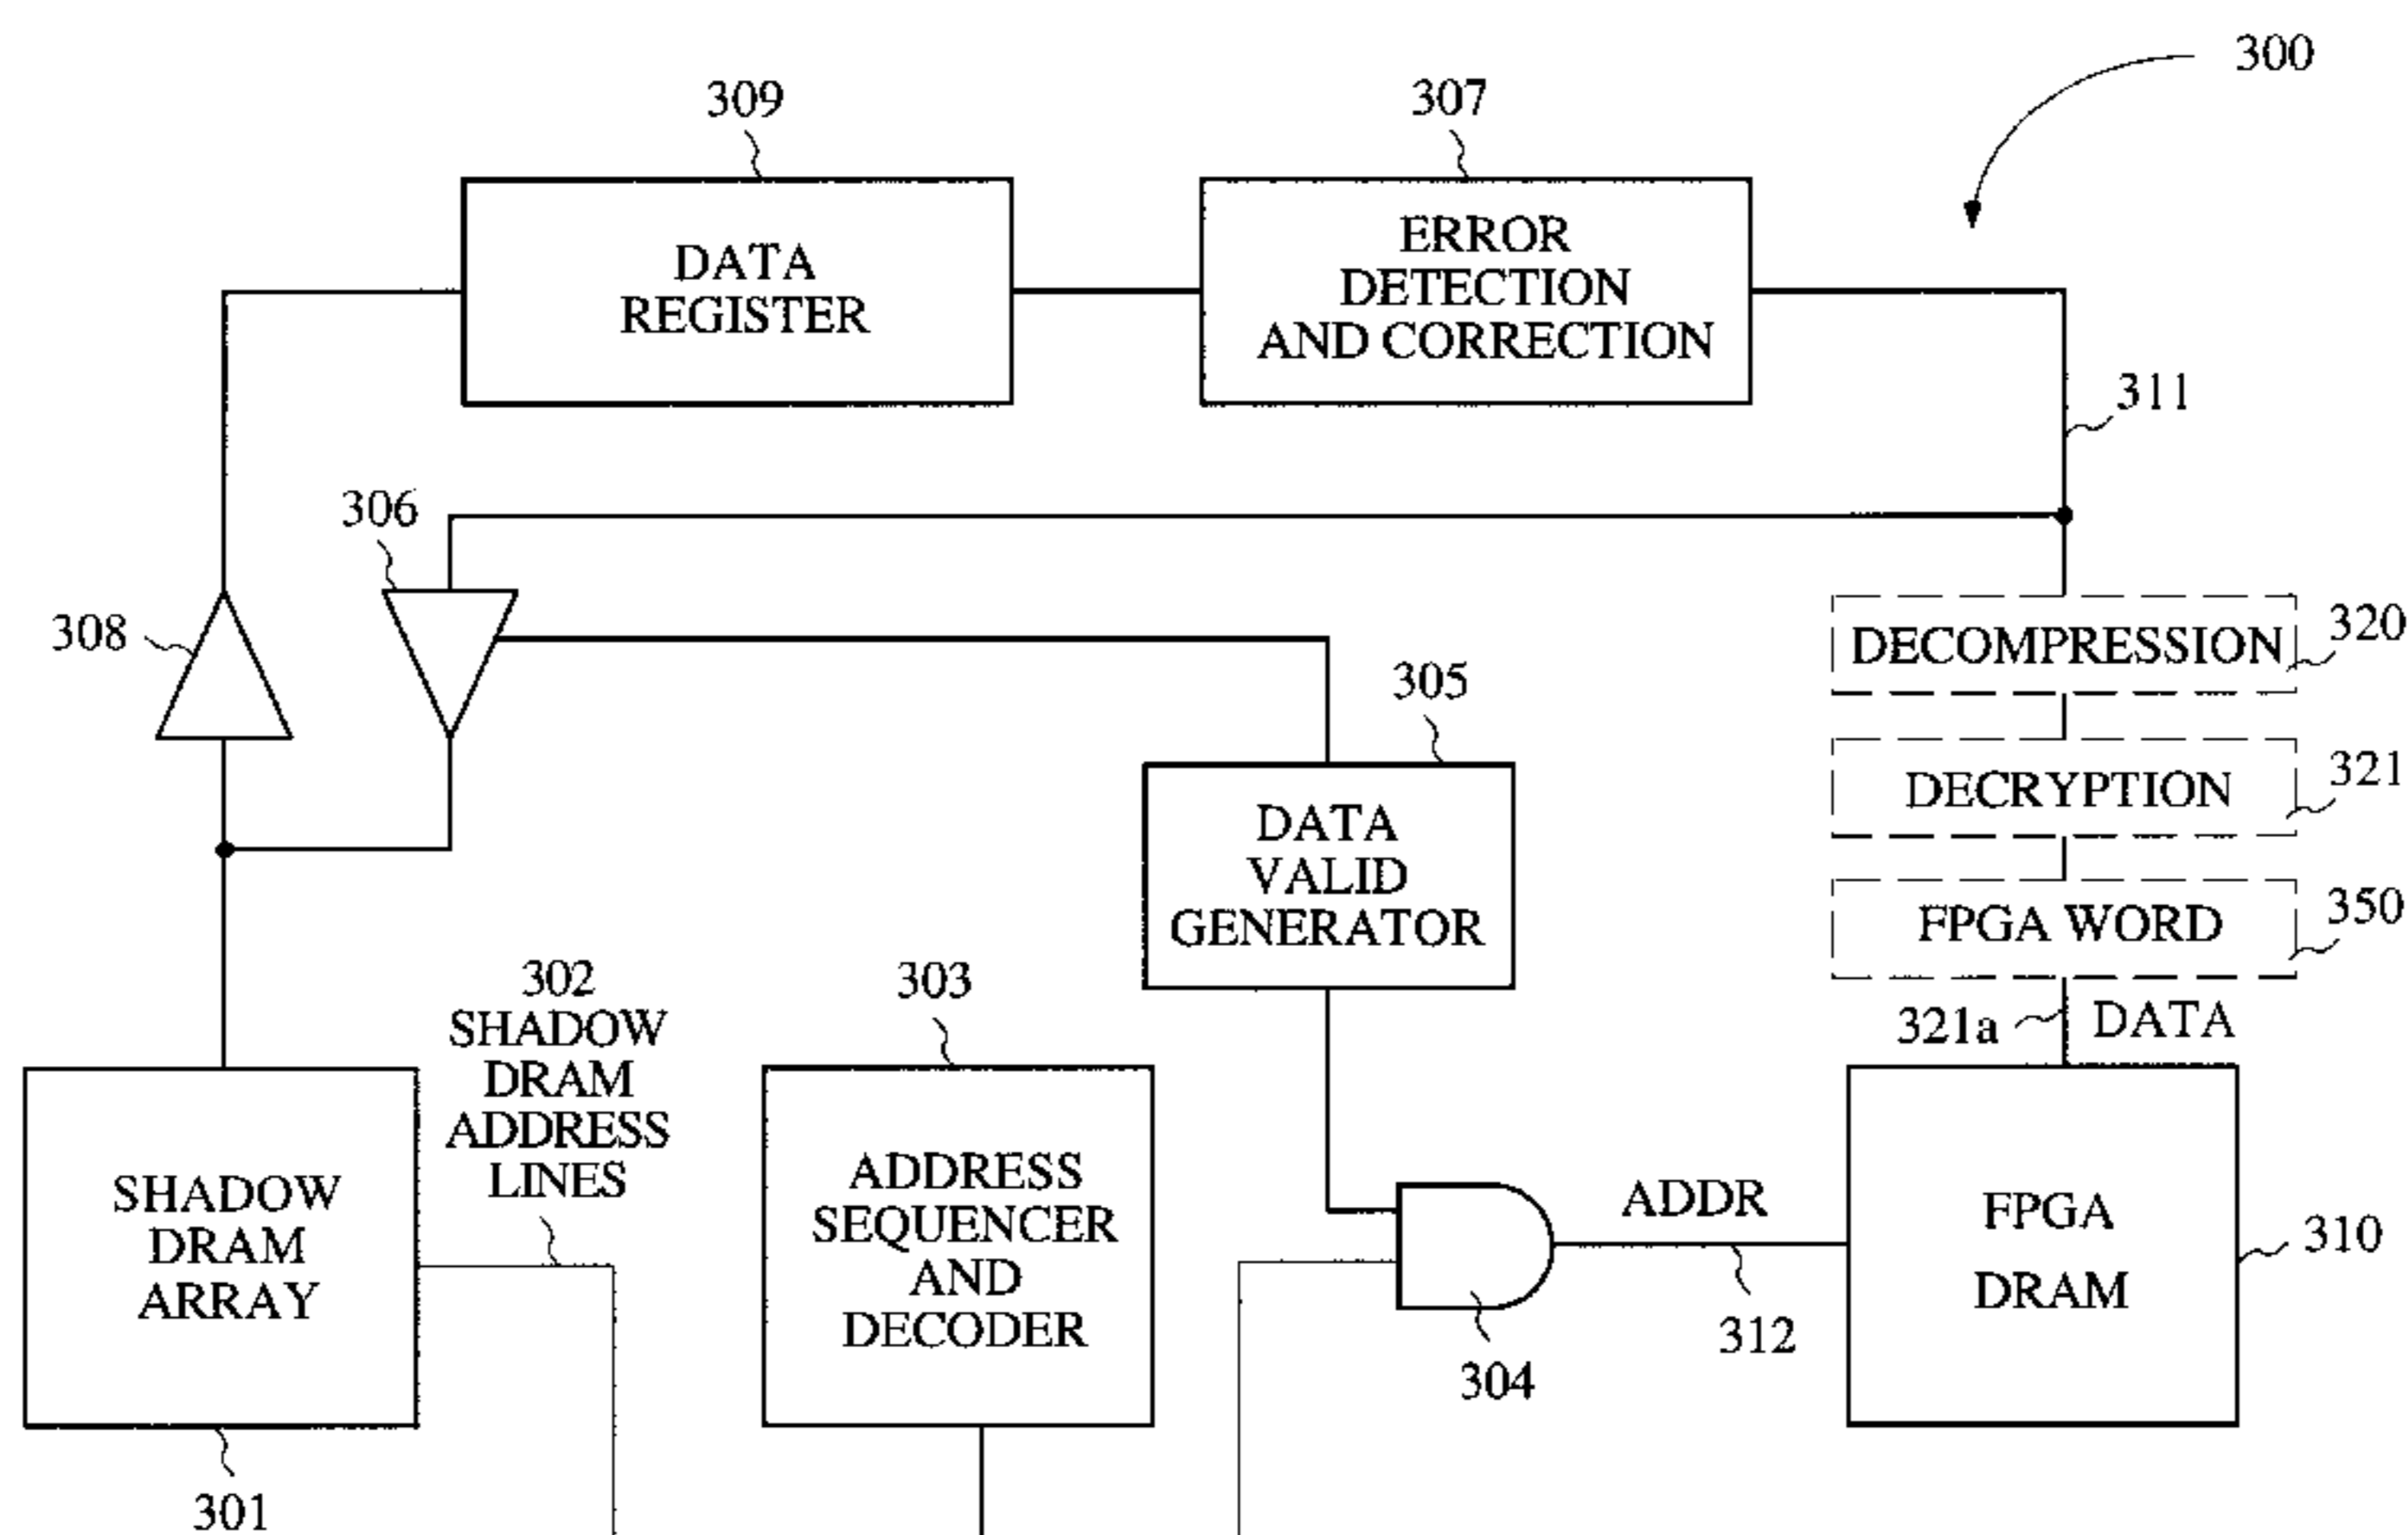 300
309
307
DATA
REGISTER
ERROR
DETECTION
AND CORRECTION
311
306
308
DECOMPRESSION
320
305
DECRYPTION
321
DATA
VALID
GENERATOR
FPGA WORD
350
302
SHADOW
DRAM
ADDRESS
LINES
303
321a
DATA
SHADOW
DRAM
ARRAY
ADDRESS
SEQUENCER
AND
DECODER
ADDR
FPGA
DRAM
310
312
304
301